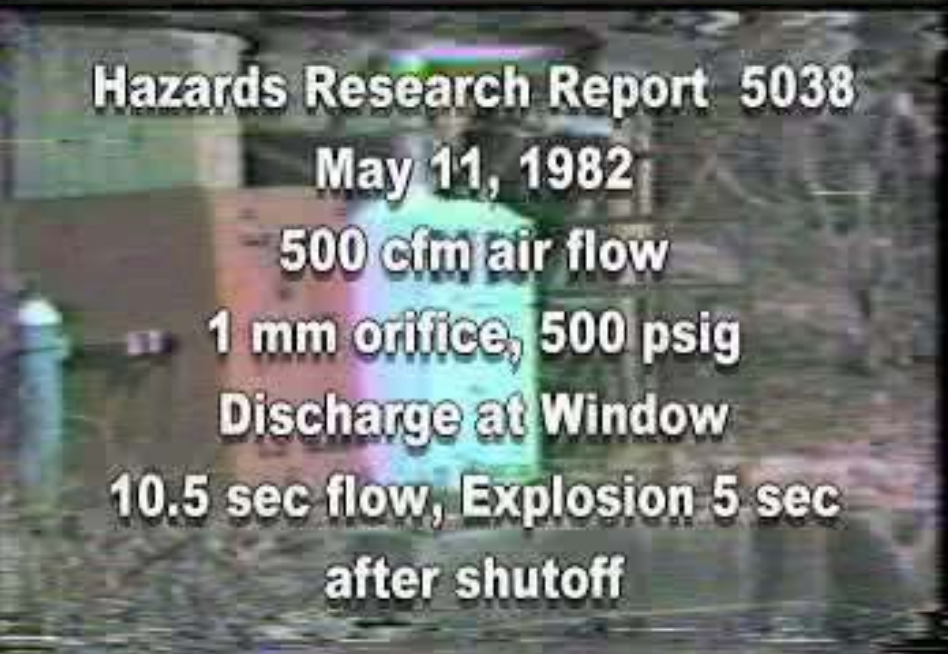 Hazards Research Report 5038
May 11, 1982
500 cfm air flow
1 mm orifice, 500 psig
Discharge at Window
10.5 sec flow, Explosion 5 sec
after shutoff